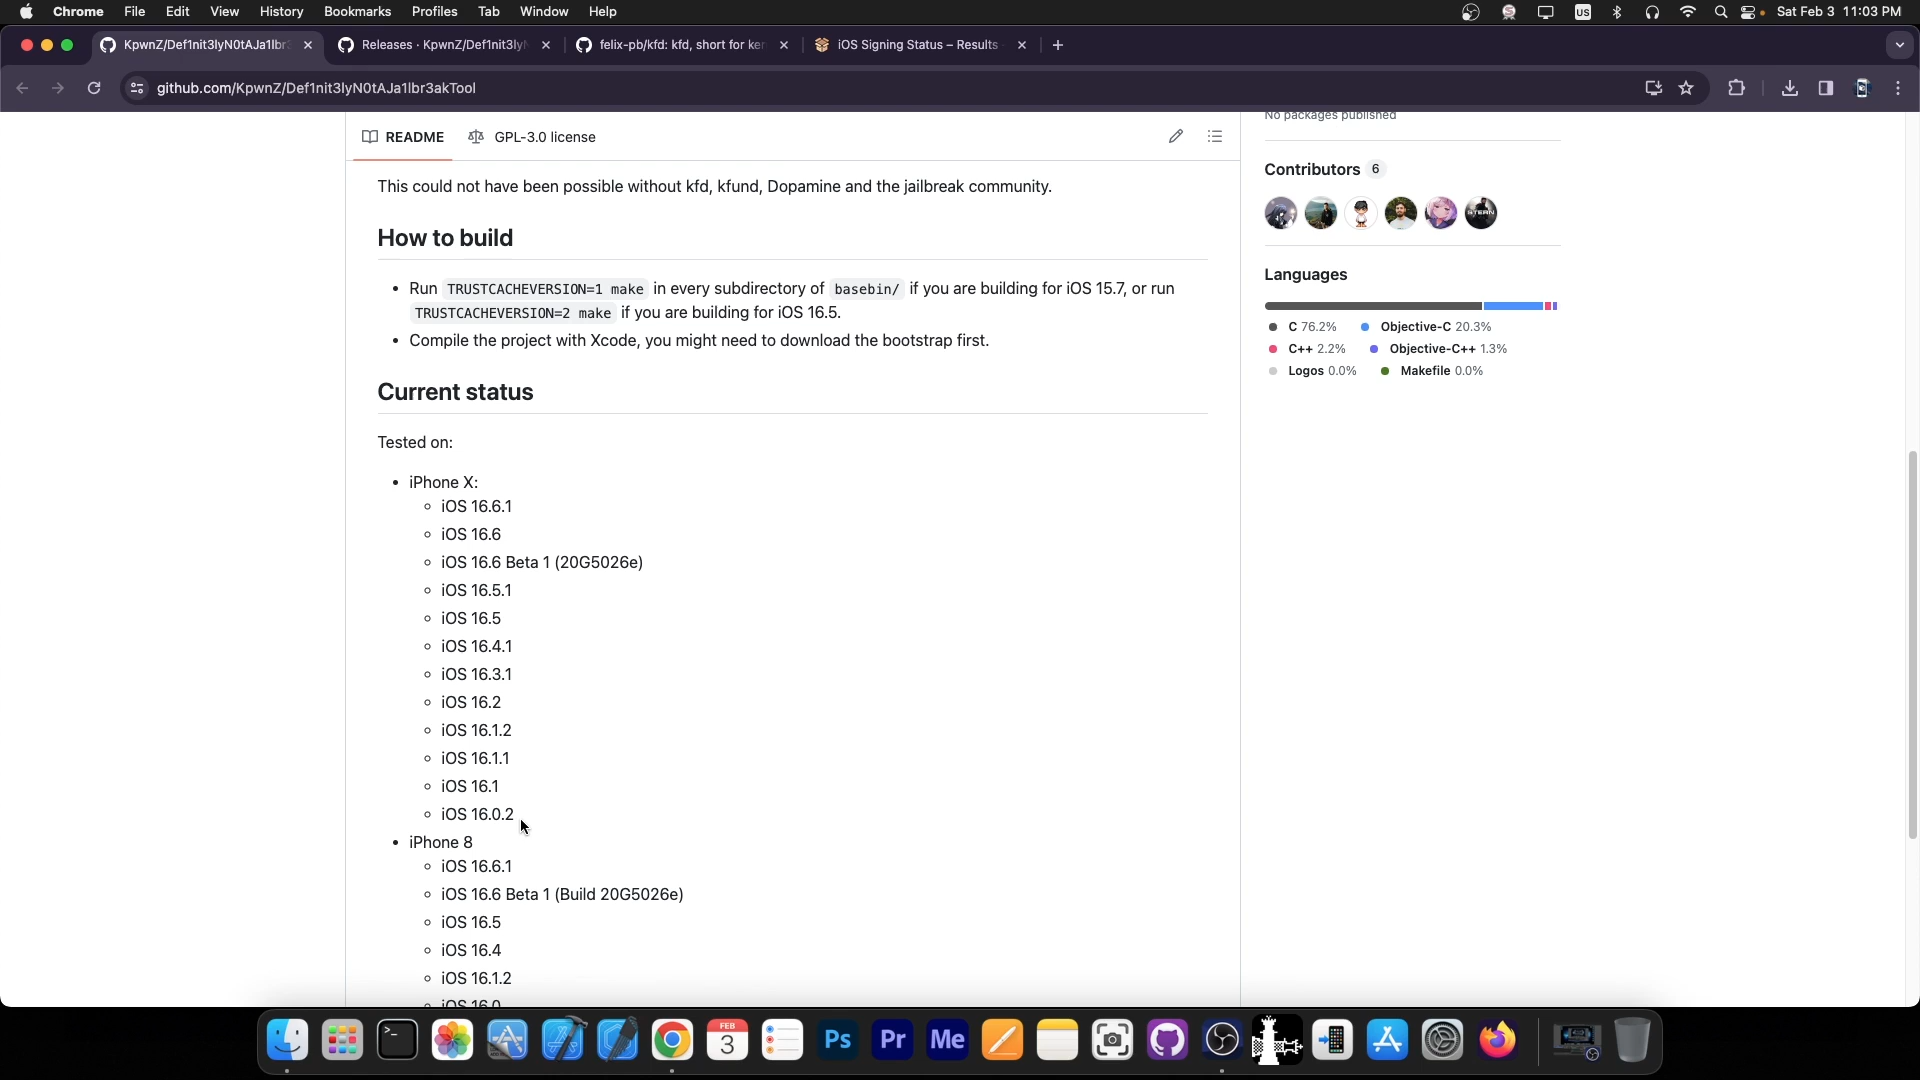 Chrome File Edit View History Bookmarks Profiles Tab Window Help US Sat Feb 3 11:03 PM
KpwnZ/Def1nit3lyN0tAJa1lbr Releases · KpwnZ/Def1nit3ly felix-pb/kfd: kfd, short for ker iOS Signing Status – Results
github.com/KpwnZ/Def1nit3lyN0tAJa1lbr3akTool
README GPL-3.0 license
This could not have been possible without kfd, kfund, Dopamine and the jailbreak community.
How to build
• Run TRUSTCACHEVERSION=1 make in every subdirectory of basebin/ if you are building for iOS 15.7, or run
TRUSTCACHEVERSION=2 make if you are building for iOS 16.5.
• Compile the project with Xcode, you might need to download the bootstrap first.
Current status
Tested on:
• iPhone X:
◦ iOS 16.6.1
◦ iOS 16.6
◦ iOS 16.6 Beta 1 (20G5026e)
◦ iOS 16.5.1
◦ iOS 16.5
◦ iOS 16.4.1
◦ iOS 16.3.1
◦ iOS 16.2
◦ iOS 16.1.2
◦ iOS 16.1.1
◦ iOS 16.1
◦ iOS 16.0.2
• iPhone 8
◦ iOS 16.6.1
◦ iOS 16.6 Beta 1 (Build 20G5026e)
◦ iOS 16.5
◦ iOS 16.4
◦ iOS 16.1.2
◦ iOS 16.0
No packages published
Contributors 6
STERN
Languages
C 76.2% Objective-C 20.3%
C++ 2.2% Objective-C++ 1.3%
Logos 0.0% Makefile 0.0%
FEB
3
Ps Pr Me